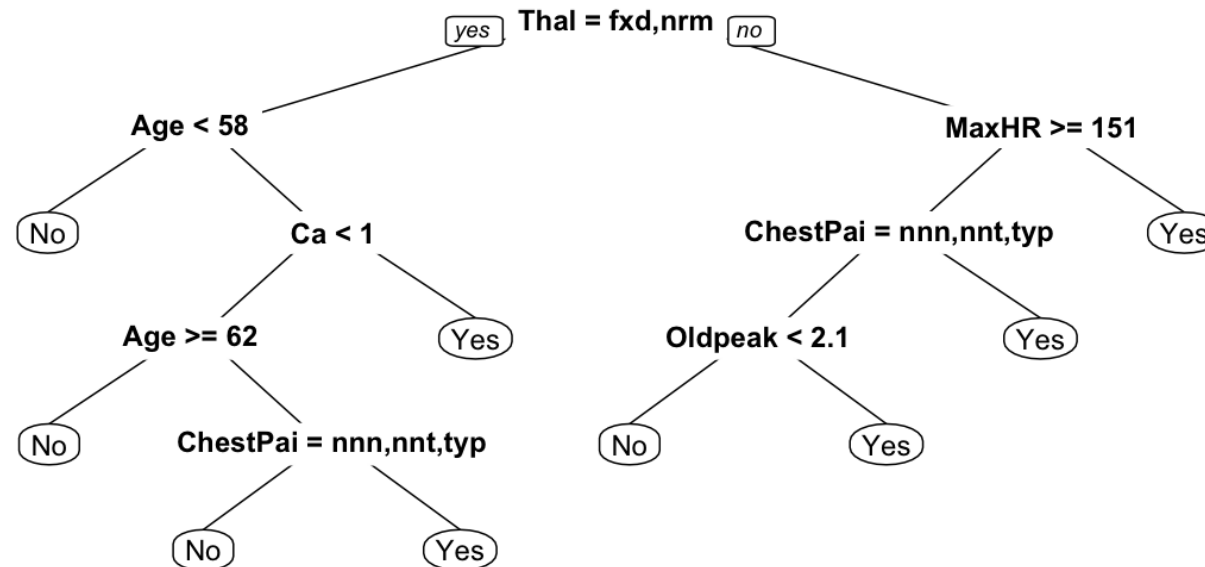 yes Thal = fxd,nrm no
Age < 58 MaxHR >= 151
No Ca < 1 ChestPai = nnn,nnt,typ Yes
Age >= 62 Yes Oldpeak < 2.1 Yes
No ChestPai = nnn,nnt,typ No Yes
No Yes